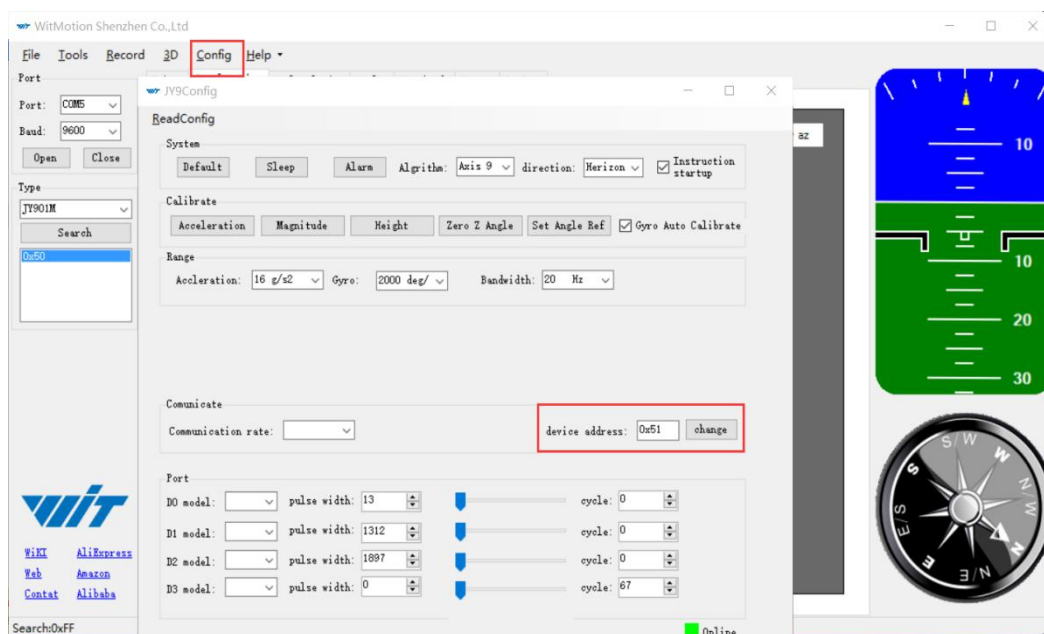 WitMotion Shenzhen Co.,Ltd
File Tools Record 3D Config Help
Port
Port: COM5
Baud: 9600
Open Close
Type
JY901M
Search
0x50
JY9Config
ReadConfig
System
Default Sleep Alarm Algrithm: Axis 9 direction: Herizon Instruction startup
Calibrate
Acceleration Magnitude Height Zero Z Angle Set Angle Ref Gyro Auto Calibrate
Range
Accleration: 16 g/s2 Gyro: 2000 deg/ Bandwidth: 20 Hz
Comunicate
Communication rate: device address: 0x51 change
Port
D0 model: pulse width: 13 cycle: 0
D1 model: pulse width: 1312 cycle: 0
D2 model: pulse width: 1897 cycle: 0
D3 model: pulse width: 0 cycle: 67
Online
az
10
10
20
30
S/W
W
W/N
N
N/E
E
E/S
S
WIT
WiKI AliExpress
Web Amazon
Contat Alibaba
Search:0xFF